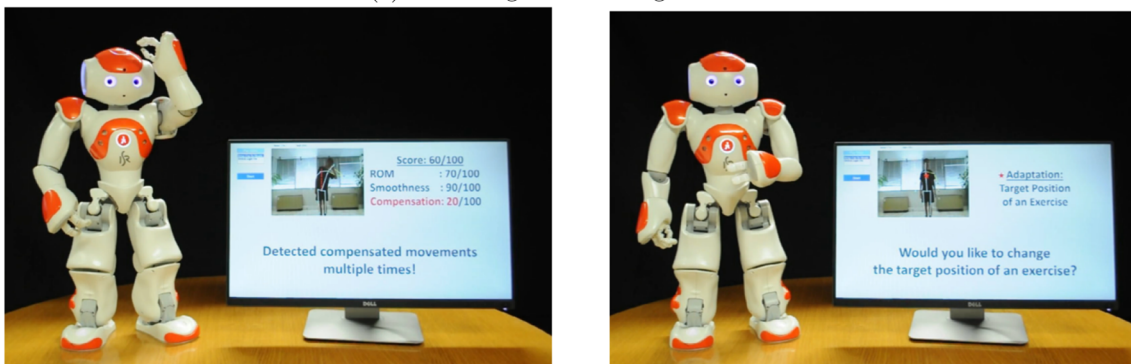 Score: 60/100
ROM : 70/100
Smoothness : 90/100
Compensation: 20/100
Detected compensated movements
multiple times!
DELL
Adaptation:
Target Position
of an Exercise
Would you like to change
the target position of an exercise?
DELL